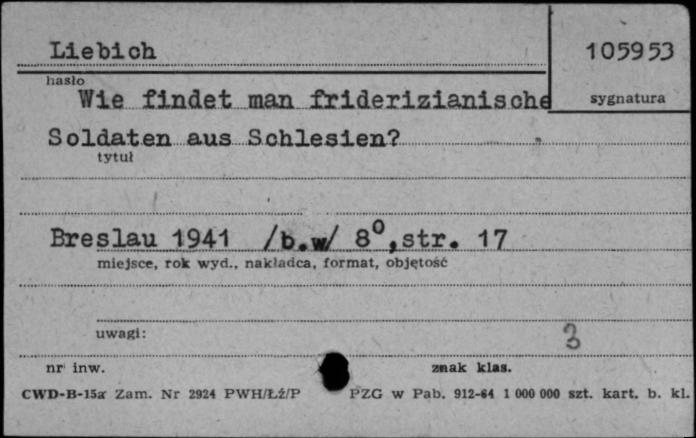 Liebich
105953
hasło
sygnatura
Wie findet man friderizianische
Soldaten aus Schlesien?
tytuł
Breslau 1941 /b.w/ 8⁰, str. 17
miejsce, rok wyd., nakładca, format, objętość
uwagi:
3
nr inw. znak klas.
CWD-B-15a Zam. Nr 2924 PWH/Łź/P PZG w Pab. 912-64 1 000 000 szt. kart. b. kl.